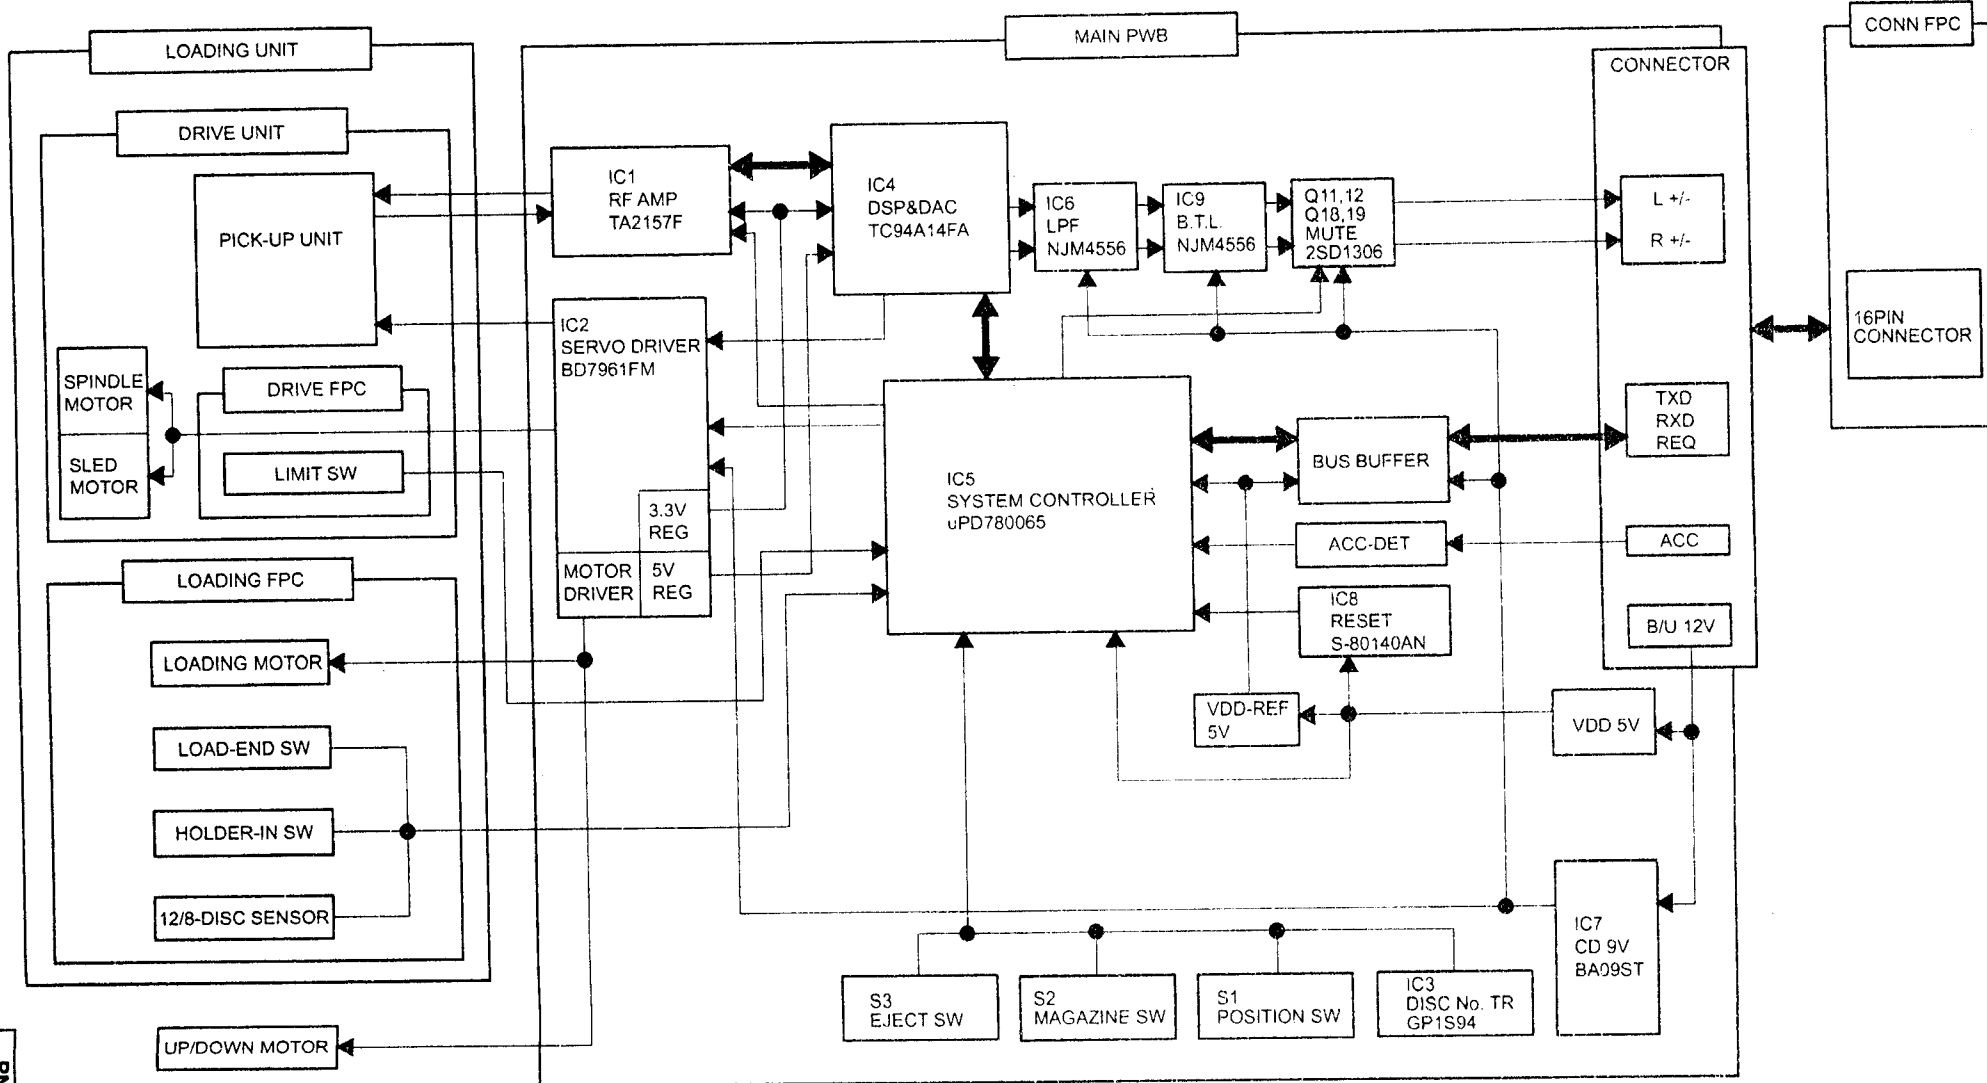 LOADING UNIT
MAIN PWB
CONN FPC
CONNECTOR
DRIVE UNIT
PICK-UP UNIT
IC1
RF AMP
TA2157F
IC4
DSP&DAC
TC94A14FA
IC6
LPF
NJM4556
IC9
B.T.L.
NJM4556
Q11,12
Q18,19
MUTE
2SD1306
L +/-
R +/-
16PIN
CONNECTOR
IC2
SERVO DRIVER
BD7961FM
SPINDLE
MOTOR
SLED
MOTOR
DRIVE FPC
LIMIT SW
3.3V
REG
MOTOR
DRIVER
5V
REG
IC5
SYSTEM CONTROLLER
uPD780065
BUS BUFFER
TXD
RXD
REQ
ACC-DET
ACC
IC8
RESET
S-80140AN
B/U 12V
VDD-REF
5V
VDD 5V
LOADING FPC
LOADING MOTOR
LOAD-END SW
HOLDER-IN SW
12/8-DISC SENSOR
UP/DOWN MOTOR
S3
EJECT SW
S2
MAGAZINE SW
S1
POSITION SW
IC3
DISC No. TR
GP1S94
IC7
CD 9V
BA09ST